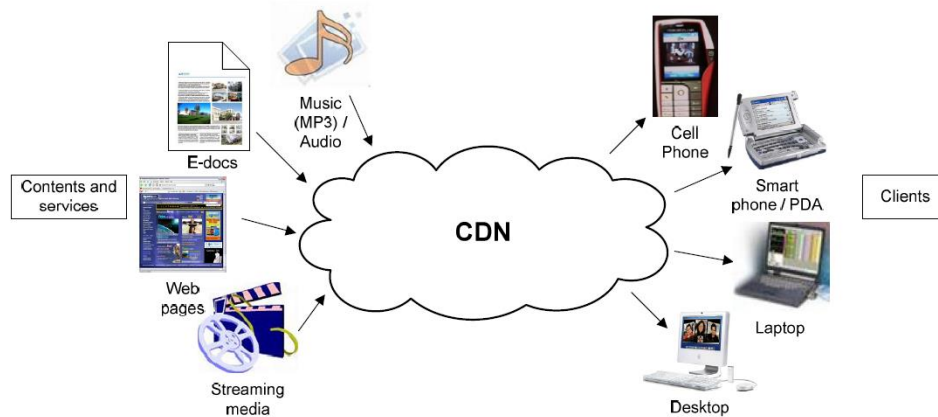 Music
(MP3) /
Audio
E-docs
Contents and
services
Web
pages
Streaming
media
CDN
Cell
Phone
Smart
phone / PDA
Clients
Laptop
Desktop